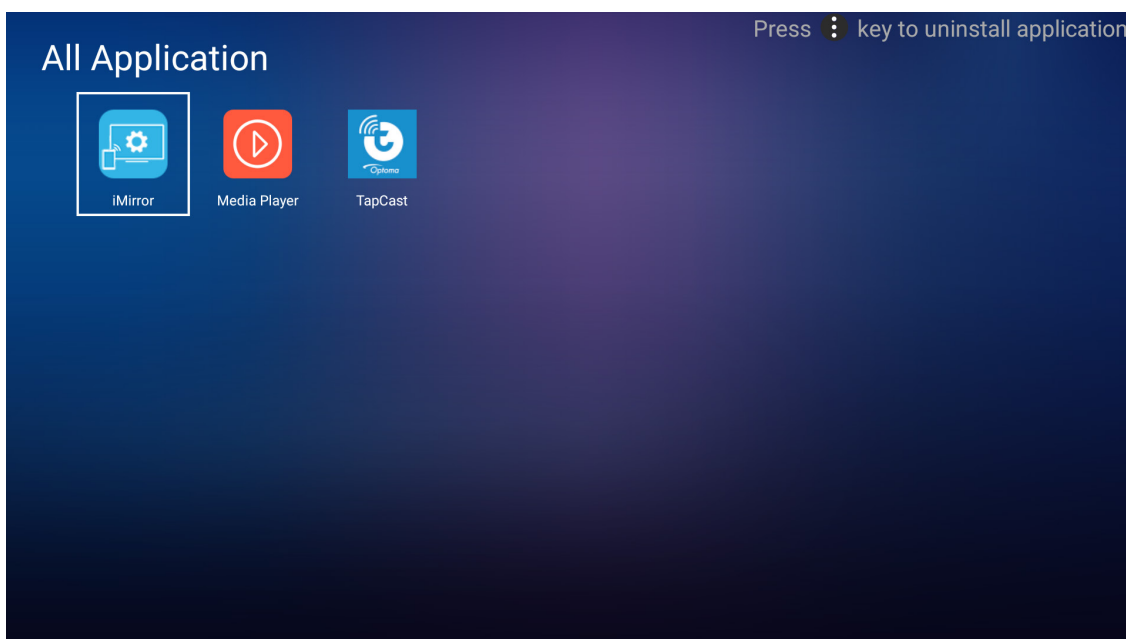 Press key to uninstall application
All Application
Optoma
iMirror
Media Player
TapCast